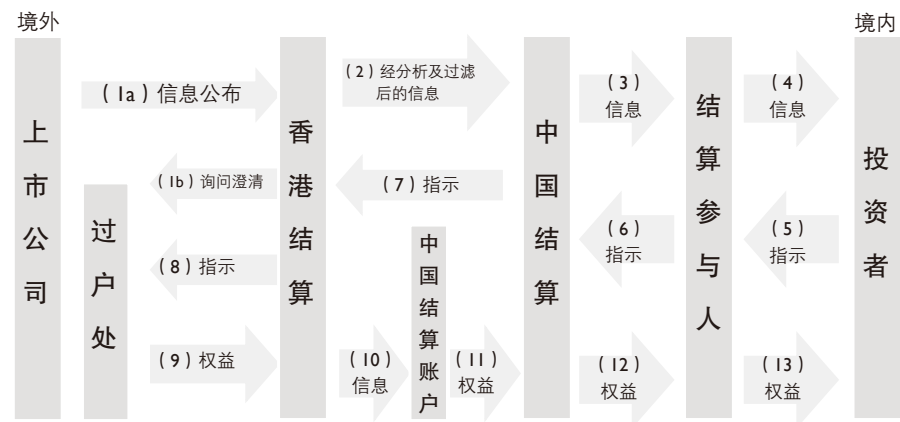 境外
境内
上市公司
过户处
香港结算
中国结算账户
中国结算
结算参与人
投资者
(1a)信息公布
(2)经分析及过滤
后的信息
(3)
信息
(4)
信息
(1b)询问澄清
(7)指示
(6)
指示
(5)
指示
(8)指示
(9)权益
(10)
信息
(11)
权益
(12)
权益
(13)
权益